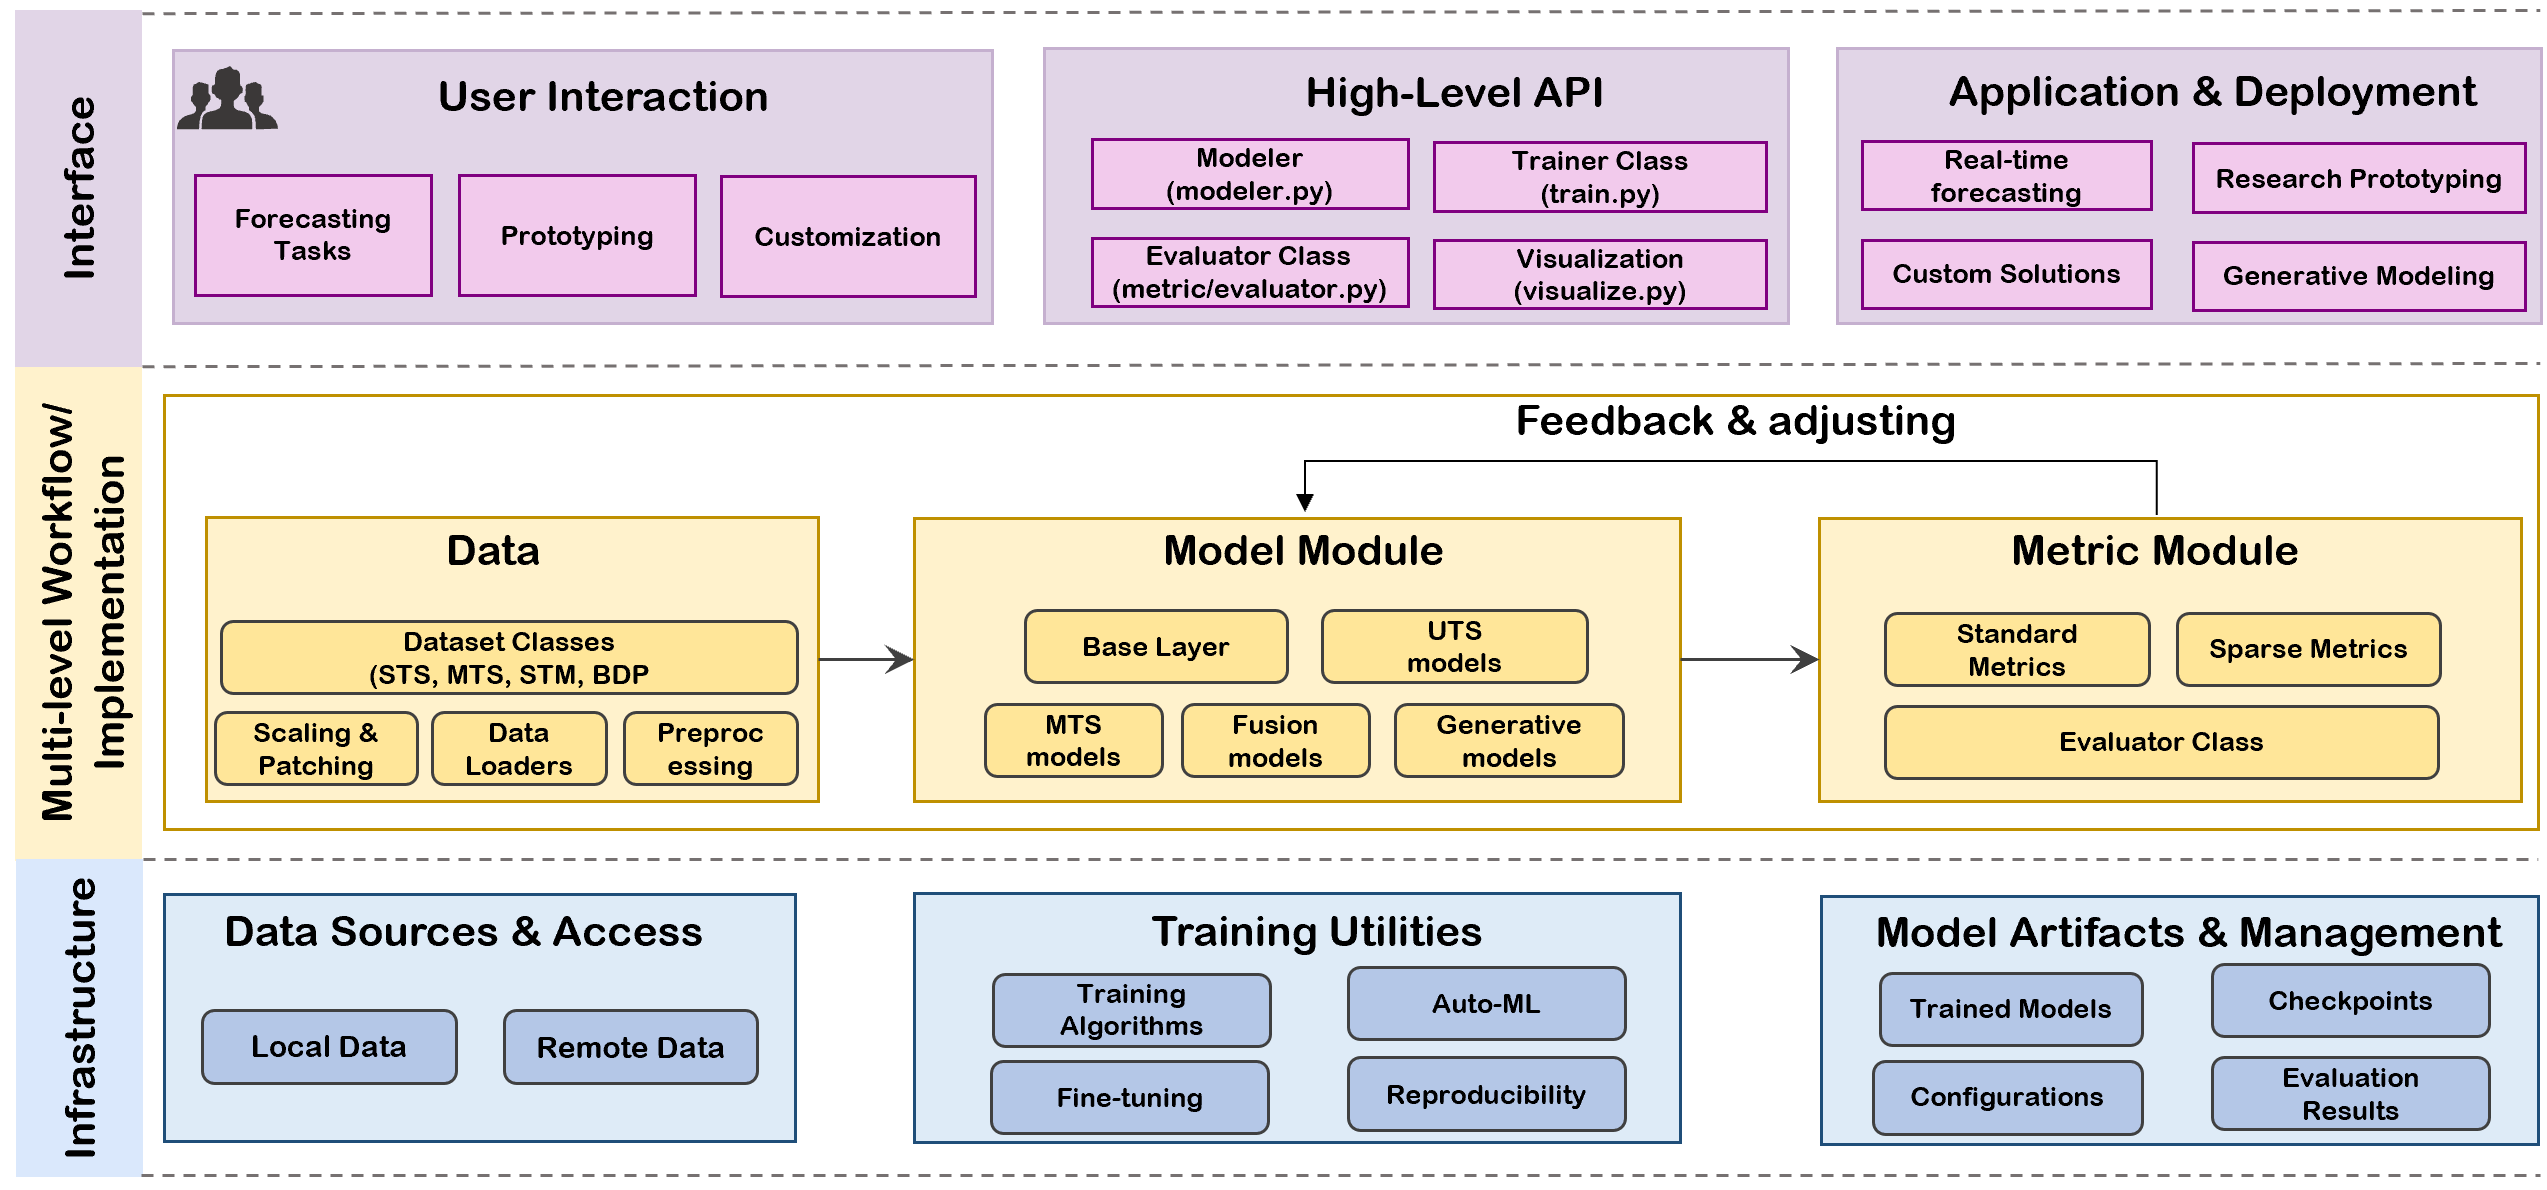 Interface
User Interaction
Forecasting
Tasks
Prototyping
Customization
High-Level API
Modeler
(modeler.py)
Trainer Class
(train.py)
Evaluator Class
(metric/evaluator.py)
Visualization
(visualize.py)
Application & Deployment
Real-time
forecasting
Research Prototyping
Custom Solutions
Generative Modeling
Multi-level Workflow/
Implementation
Feedback & adjusting
Data
Dataset Classes
(STS, MTS, STM, BDP
Scaling &
Patching
Data
Loaders
Preproc
essing
Model Module
Base Layer
UTS
models
MTS
models
Fusion
models
Generative
models
Metric Module
Standard
Metrics
Sparse Metrics
Evaluator Class
Infrastructure
Data Sources & Access
Local Data
Remote Data
Training Utilities
Training
Algorithms
Auto-ML
Fine-tuning
Reproducibility
Model Artifacts & Management
Trained Models
Checkpoints
Configurations
Evaluation
Results